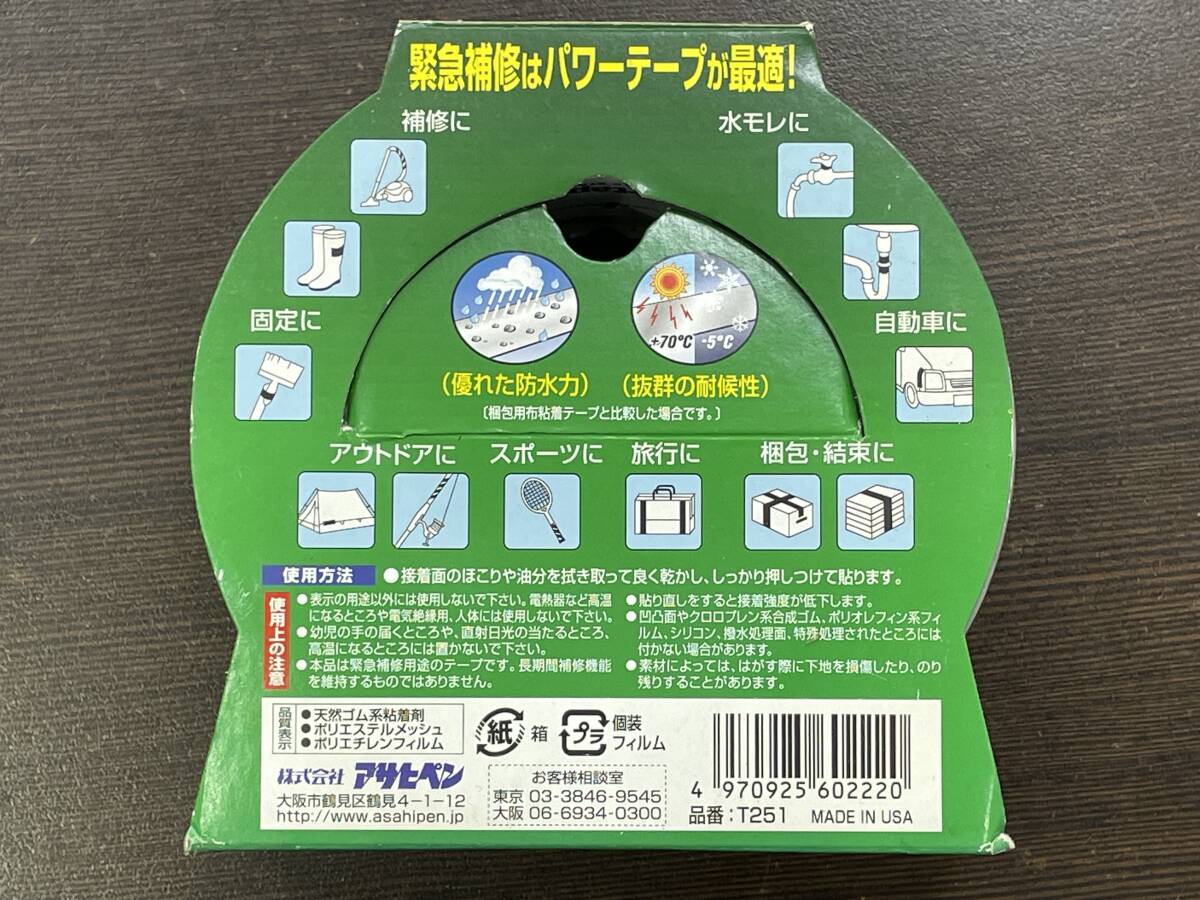 緊急補修はパワーテープが最適!
補修に
水モレに
固定に
自動車に
+70°C -5°C
(優れた防水力) (抜群の耐候性)
〔梱包用布粘着テープと比較した場合です。〕
アウトドアに スポーツに 旅行に 梱包・結束に
使用方法 ●接着面のほこりや油分を拭き取って良く乾かし、しっかり押しつけて貼ります。
使用上の注意
●表示の用途以外には使用しないで下さい。電熱器など高温
になるところや電気絶縁用、人体には使用しないで下さい。
●幼児の手の届くところや、直射日光の当たるところ、
高温になるところには置かないで下さい。
●本品は緊急補修用途のテープです。長期間補修機能
を維持するものではありません。
●貼り直しをすると接着強度が低下します。
●凹凸面やクロロプレン系合成ゴム、ポリオレフィン系フィ
ルム、シリコン、撥水処理面、特殊処理されたところには
付かない場合があります。
●素材によっては、はがす際に下地を損傷したり、のり
残りすることがあります。
品質表示
●天然ゴム系粘着剤
●ポリエステルメッシュ
●ポリエチレンフィルム
紙 箱
プラ 個装
フィルム
株式会社 アサヒペン
大阪市鶴見区鶴見4-1-12
http://www.asahipen.jp
お客様相談室
東京 03-3846-9545
大阪 06-6934-0300
4 970925 602220
品番:T251 MADE IN USA